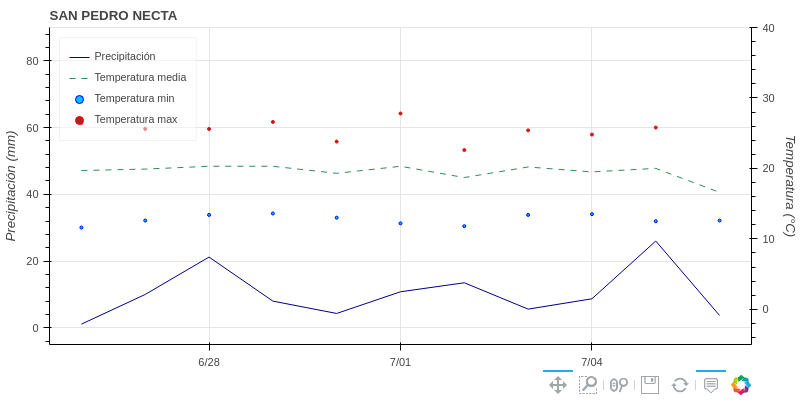 SAN PEDRO NECTA
Precipitación
Temperatura media
Temperatura min
Temperatura max
Precipitación (mm)
80
60
40
20
0
Temperatura (°C)
40
30
20
10
0
6/28
7/01
7/04